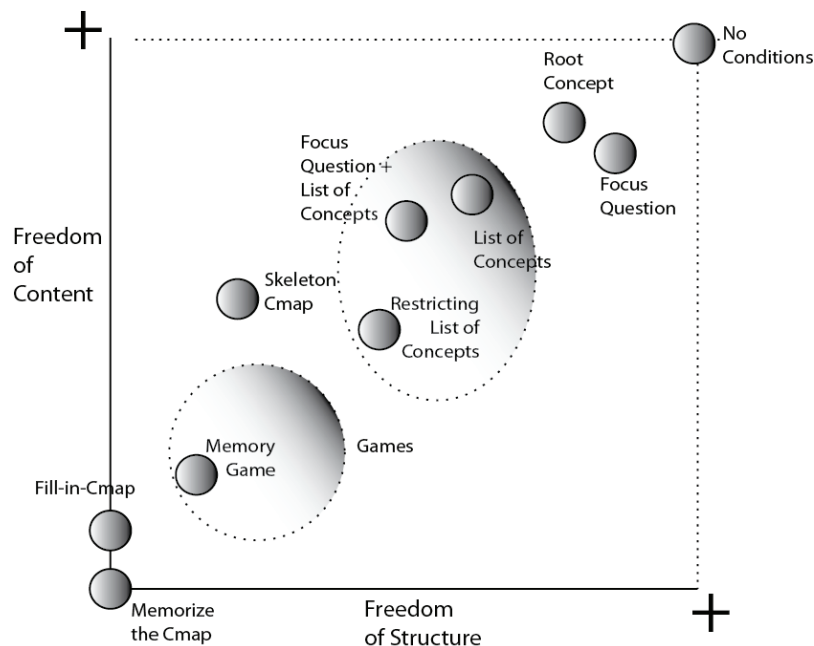 +
No
Conditions
Root
Concept
Focus
Question +
List of
Concepts
Focus
Question
List of
Concepts
Freedom
of
Content
Skeleton
Cmap
Restricting
List of
Concepts
Memory
Game
Games
Fill-in-Cmap
Memorize
the Cmap
Freedom
of Structure
+